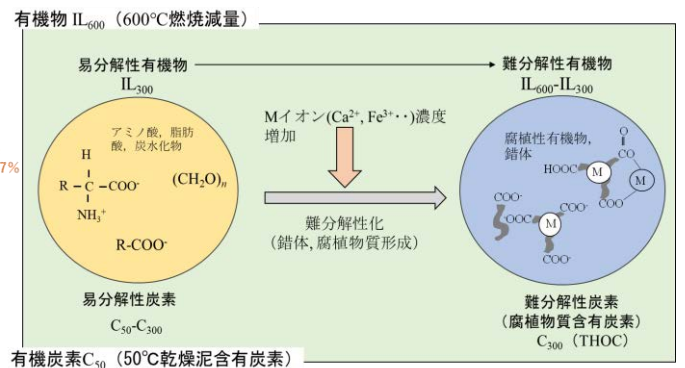 有機物 IL600（600℃燃焼減量）
易分解性有機物
IL300
難分解性有機物
IL600-IL300
アミノ酸，脂肪
酸，炭水化物
H
R – C – COO-
NH3+
(CH2O)n
R-COO-
7%
Mイオン(Ca2+, Fe3+‥)濃度
増加
難分解性化
（錯体, 腐植物質形成）
腐植性有機物,
錯体
O
CO
HOOC
M
M
COO
COO-
OOC
COO-
M
COO-
易分解性炭素
C50-C300
難分解性炭素
（腐植物質含有炭素）
C300（THOC）
有機炭素C50（50℃乾燥泥含有炭素）